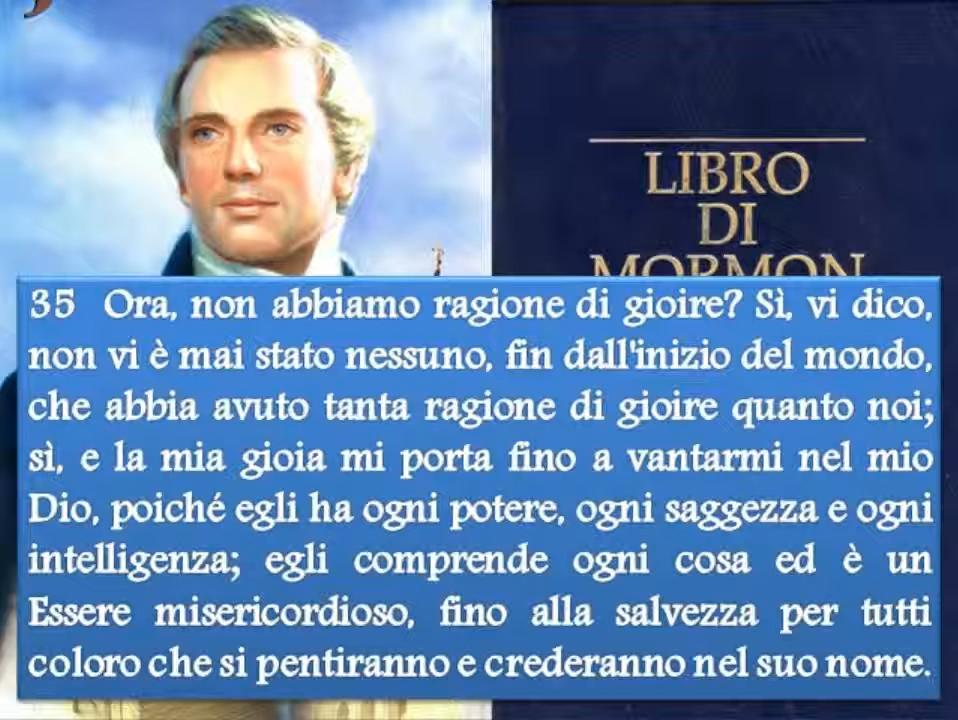 LIBRO
DI
MORMON
35 Ora, non abbiamo ragione di gioire? Sì, vi dico,
non vi è mai stato nessuno, fin dall'inizio del mondo,
che abbia avuto tanta ragione di gioire quanto noi;
sì, e la mia gioia mi porta fino a vantarmi nel mio
Dio, poiché egli ha ogni potere, ogni saggezza e ogni
intelligenza; egli comprende ogni cosa ed è un
Essere misericordioso, fino alla salvezza per tutti
coloro che si pentiranno e crederanno nel suo nome.